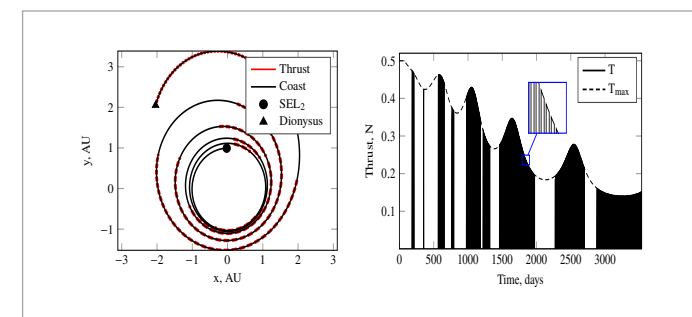 3
2
1
0
−1
−3
−2
−1
0
1
2
3
x, AU
y, AU
Thrust
Coast
SEL2
Dionysus
0.5
0.4
0.3
0.2
0.1
0
500
1000
1500
2000
2500
3000
Time, days
Thrust, N
T
Tmax